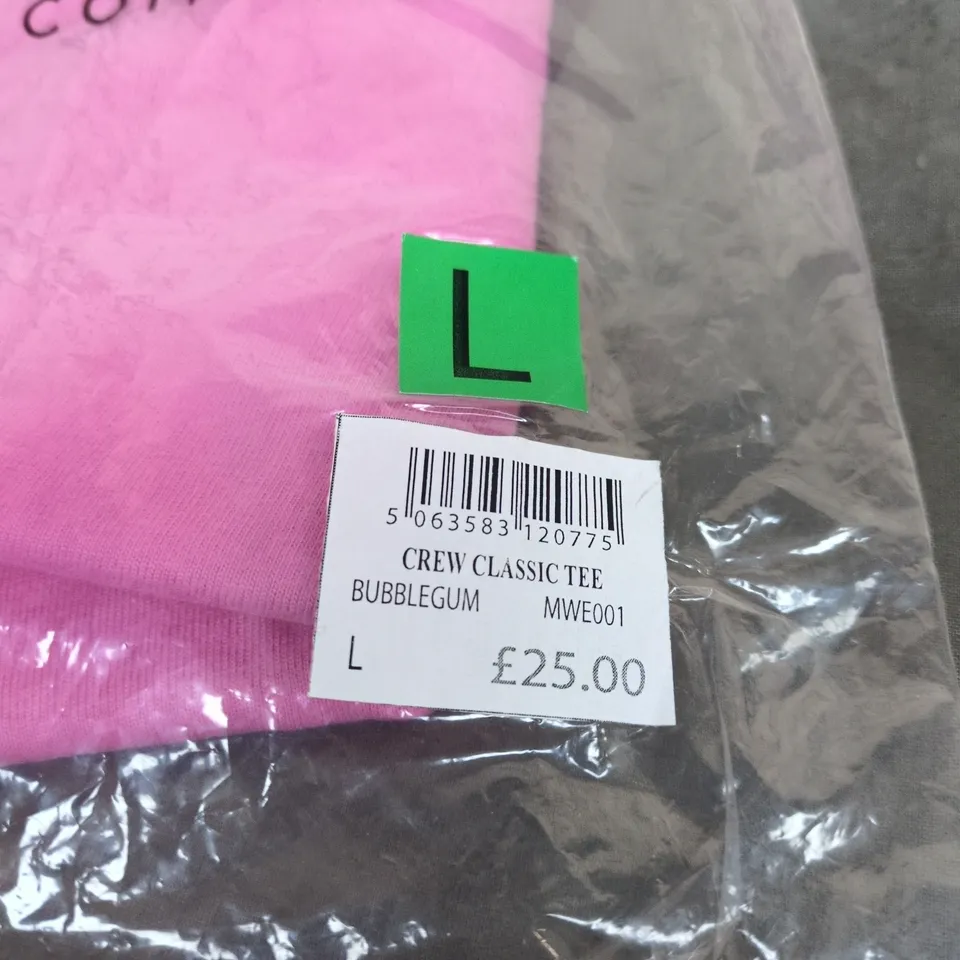 L
5 063583 120775
CREW CLASSIC TEE
BUBBLEGUM MWE001
L £25.00